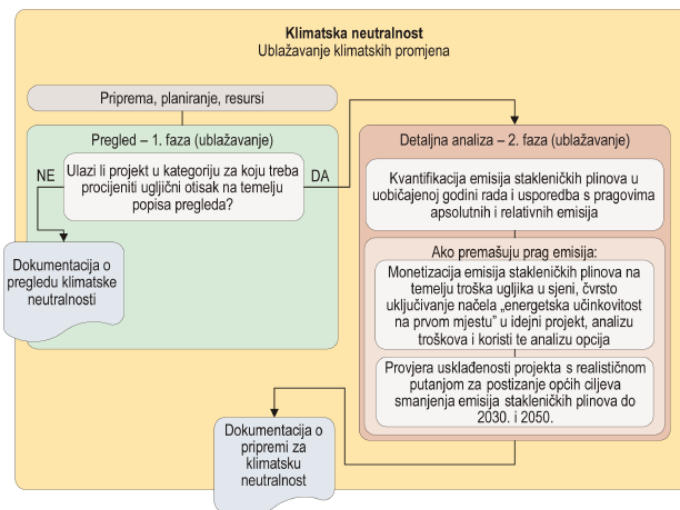 Klimatska neutralnost
Ublažavanje klimatskih promjena
Priprema, planiranje, resursi
Pregled – 1. faza (ublažavanje)
NE
Ulazi li projekt u kategoriju za koju treba
procijeniti ugljični otisak na temelju
popisa pregleda?
DA
Dokumentacija o
pregledu klimatske
neutralnosti
Detaljna analiza – 2. faza (ublažavanje)
Kvantifikacija emisija stakleničkih plinova u
uobičajenoj godini rada i usporedba s pragovima
apsolutnih i relativnih emisija
Ako premašuju prag emisija:
Monetizacija emisija stakleničkih plinova na
temelju troška ugljika u sjeni, čvrsto
uključivanje načela „energetska učinkovitost
na prvom mjestu” u idejni projekt, analizu
troškova i koristi te analizu opcija
Provjera usklađenosti projekta s realističnom
putanjom za postizanje općih ciljeva
smanjenja emisija stakleničkih plinova do
2030. i 2050.
Dokumentacija o
pripremi za
klimatsku
neutralnost